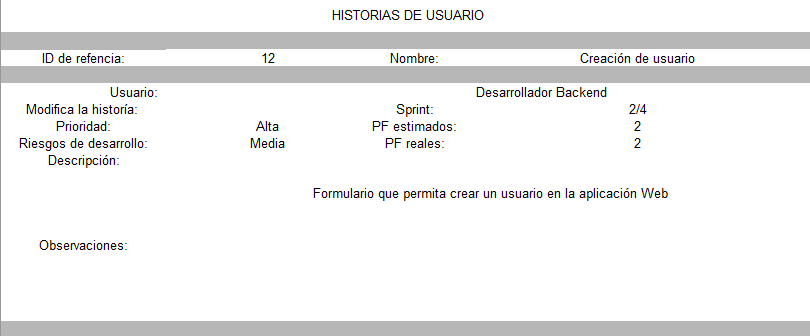 HISTORIAS DE USUARIO
ID de refencia: 12 Nombre: Creación de usuario
Usuario: Desarrollador Backend
Modifica la historía: Sprint: 2/4
Prioridad: Alta PF estimados: 2
Riesgos de desarrollo: Media PF reales: 2
Descripción:
Formulario que permita crear un usuario en la aplicación Web
Observaciones: